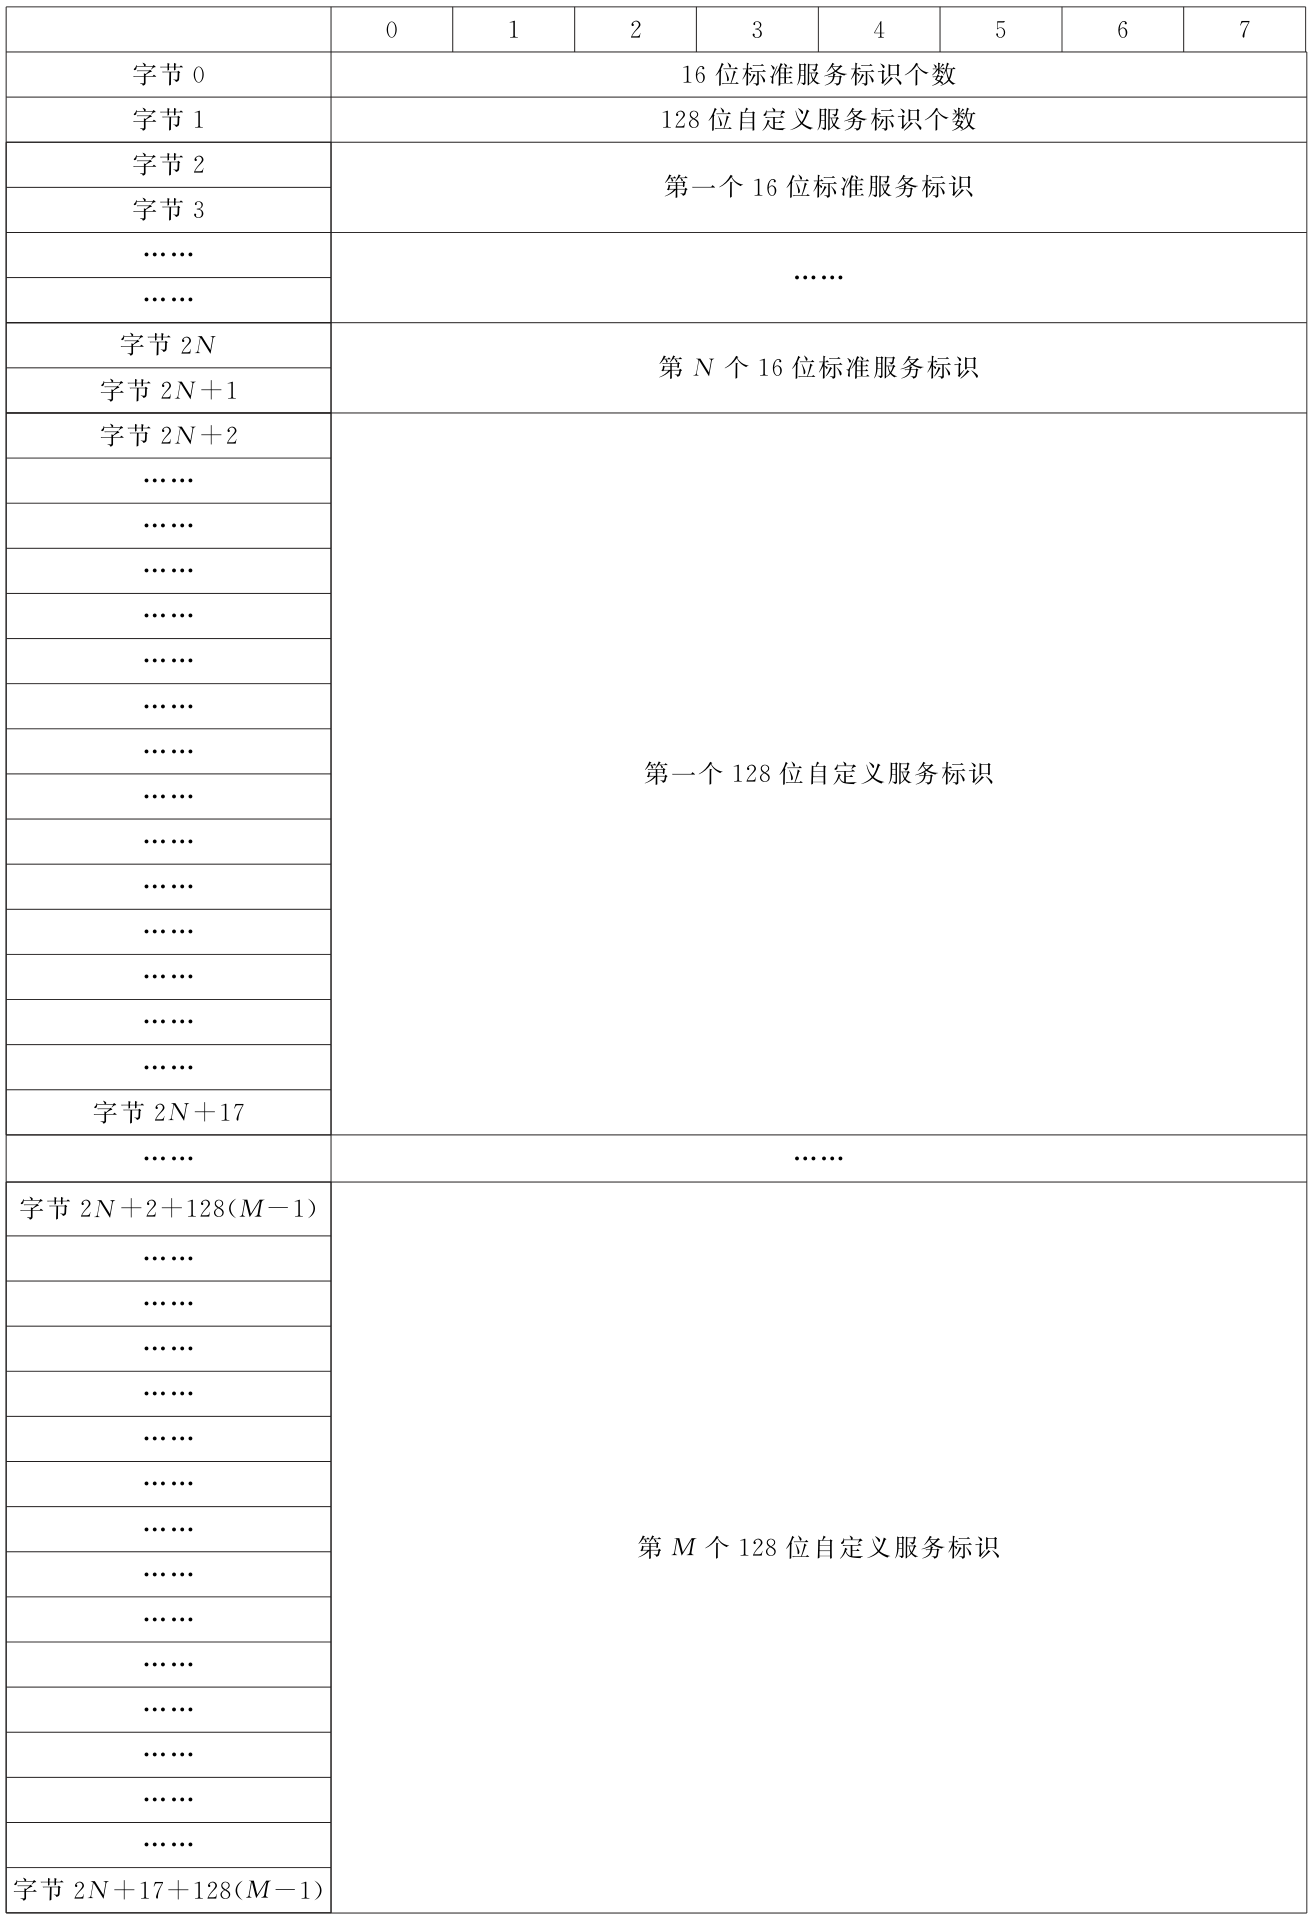 0 1 2 3 4 5 6 7
字节 0 16 位标准服务标识个数
字节 1 128 位自定义服务标识个数
字节 2
第一个 16 位标准服务标识
字节 3
……
……
……
字节 2N
第 N 个 16 位标准服务标识
字节 2N+1
字节 2N+2
……
……
……
……
……
……
……
第一个 128 位自定义服务标识
……
……
……
……
……
……
……
字节 2N+17
…… ……
字节 2N+2+128(M-1)
……
……
……
……
……
……
……
第 M 个 128 位自定义服务标识
……
……
……
……
……
……
……
字节 2N+17+128(M-1)